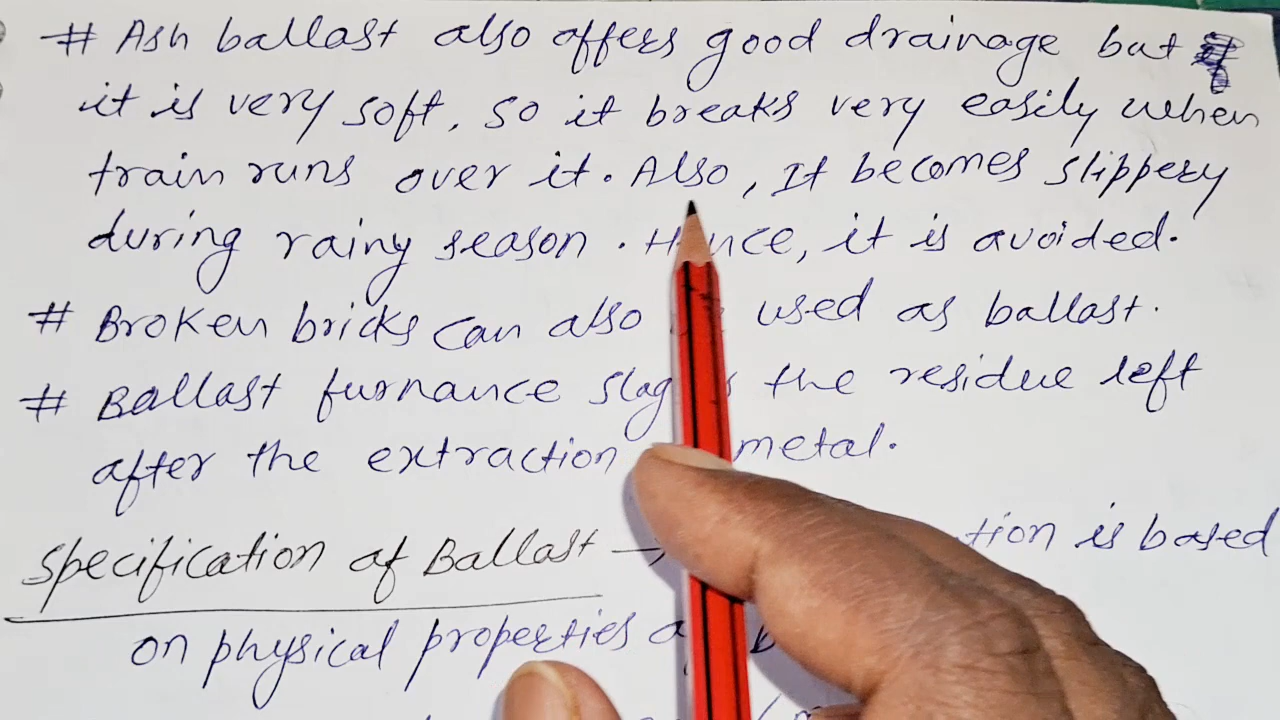 # Ash ballast also offers good drainage but
it is very soft, so it breaks very easily when
train runs over it. Also, It becomes slippery
during rainy season. Hence, it is avoided.
# Broken bricks can also used as ballast.
# Ballast furnance slag the residue left
after the extraction metal.
Specification of Ballast → tion is based
on physical properties